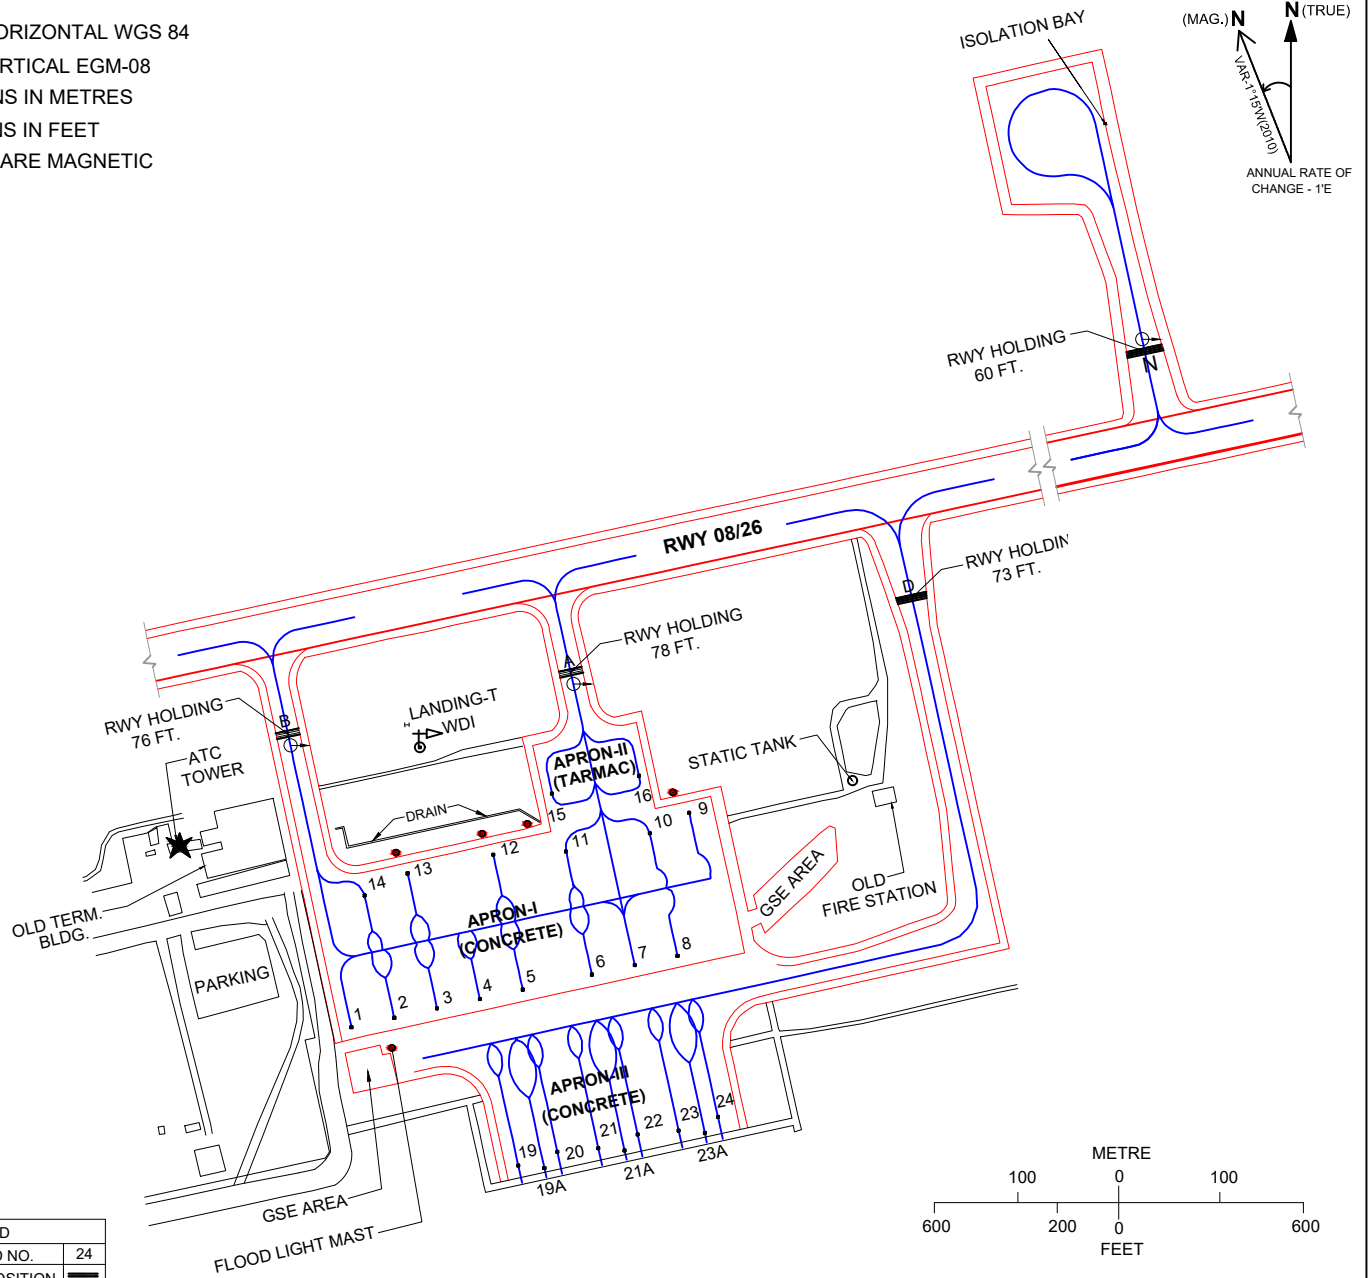 ORIZONTAL WGS 84
RTICAL EGM-08
NS IN METRES
NS IN FEET
ARE MAGNETIC
ISOLATION BAY
(MAG.) N
N (TRUE)
VAR-1°15'W(2010)
ANNUAL RATE OF
CHANGE - 1'E
RWY HOLDING
60 FT.
N
RWY 08/26
RWY HOLDIN
73 FT.
D
RWY HOLDING
78 FT.
A
RWY HOLDING
76 FT.
B
LANDING-T
WDI
ATC
TOWER
APRON-II
(TARMAC)
STATIC TANK
DRAIN
15
16
9
10
11
12
13
14
GSE AREA
OLD
FIRE STATION
OLD TERM.
BLDG.
APRON-I
(CONCRETE)
PARKING
1
2
3
4
5
6
7
8
APRON-III
(CONCRETE)
19
19A
20
21
21A
22
23
23A
24
GSE AREA
FLOOD LIGHT MAST
METRE
100
0
100
600
200
0
600
FEET
D
NO.
24
OSITION